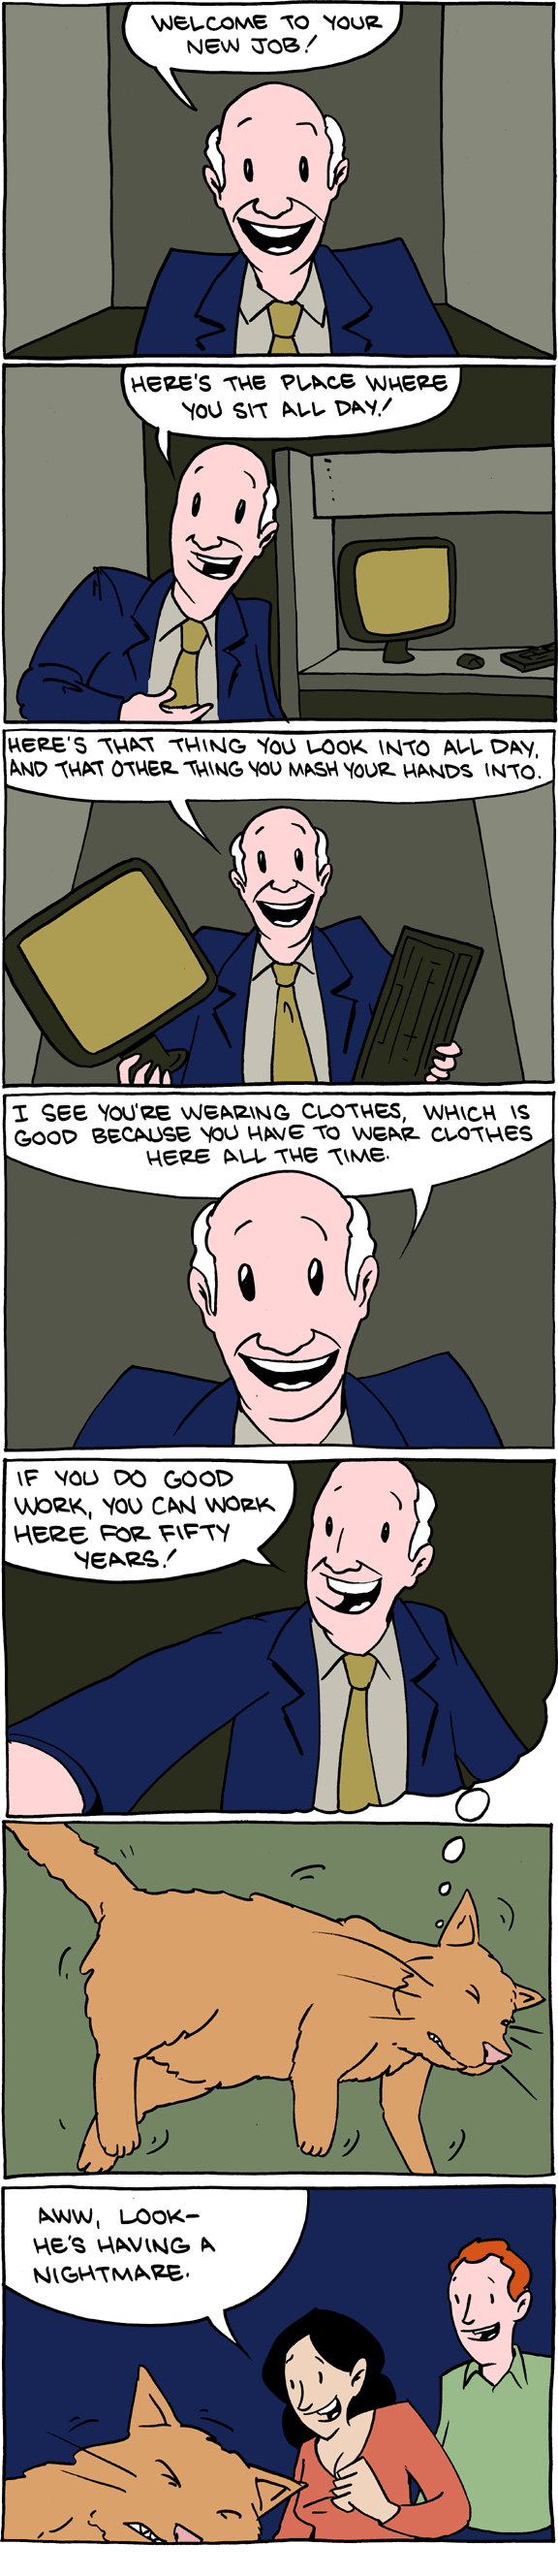 WELCOME TO YOUR
NEW JOB!
HERE'S THE PLACE WHERE
YOU SIT ALL DAY!
HERE'S THAT THING YOU LOOK INTO ALL DAY,
AND THAT OTHER THING YOU MASH YOUR HANDS INTO.
I SEE YOU'RE WEARING CLOTHES, WHICH IS
GOOD BECAUSE YOU HAVE TO WEAR CLOTHES
HERE ALL THE TIME.
IF YOU DO GOOD
WORK, YOU CAN WORK
HERE FOR FIFTY
YEARS!
AWW, LOOK-
HE'S HAVING A
NIGHTMARE.